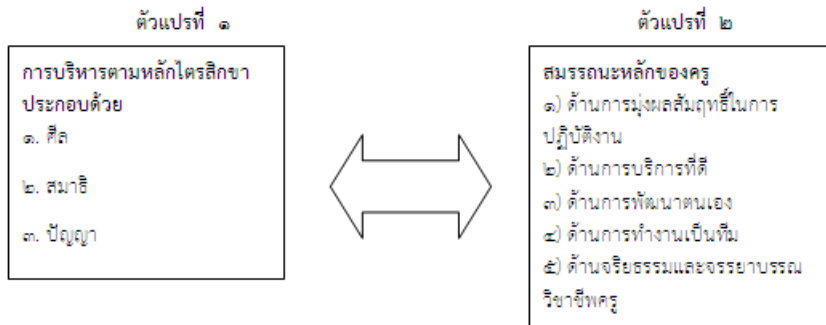 ตัวแปรที่ ๑
การบริหารตามหลักไตรสิกขา
ประกอบด้วย
๑. ศีล
๒. สมาธิ
๓. ปัญญา
ตัวแปรที่ ๒
สมรรถนะหลักของครู
๑) ด้านการมุ่งผลสัมฤทธิ์ในการ
ปฏิบัติงาน
๒) ด้านการบริการที่ดี
๓) ด้านการพัฒนาตนเอง
๔) ด้านการทำงานเป็นทีม
๕) ด้านจริยธรรมและจรรยาบรรณ
วิชาชีพครู